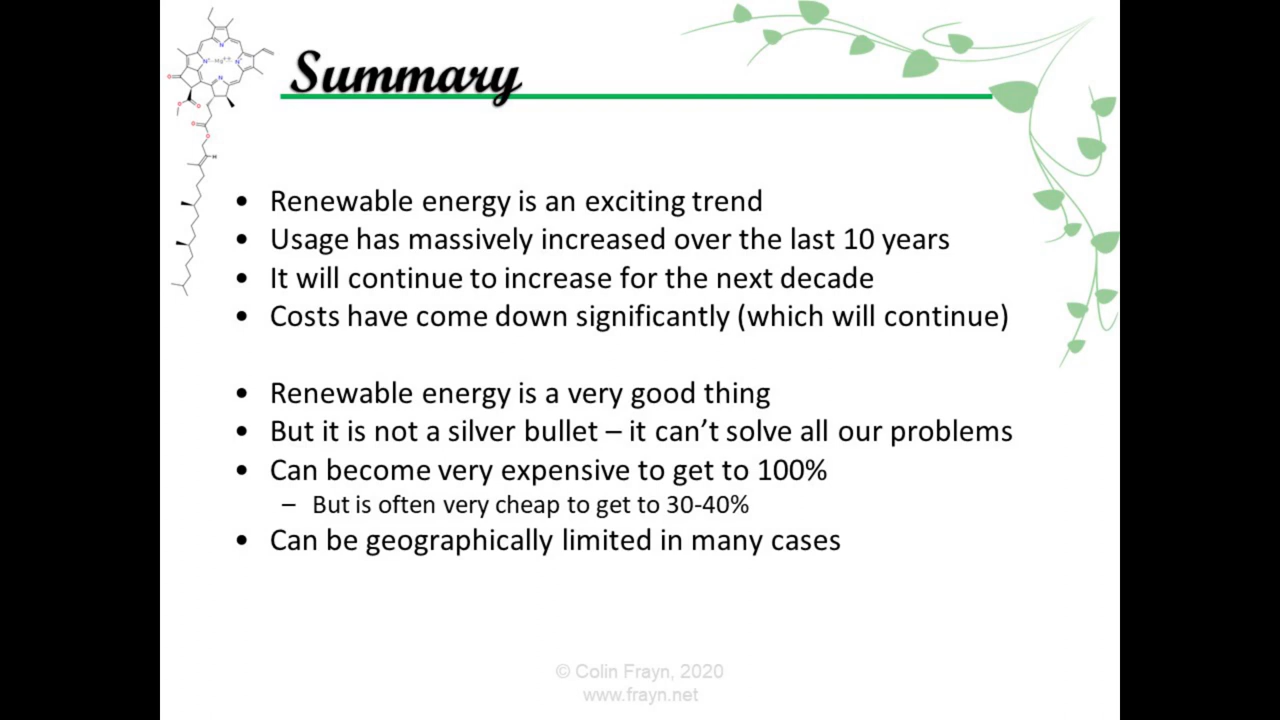 Summary
• Renewable energy is an exciting trend
• Usage has massively increased over the last 10 years
• It will continue to increase for the next decade
• Costs have come down significantly (which will continue)
• Renewable energy is a very good thing
• But it is not a silver bullet – it can’t solve all our problems
• Can become very expensive to get to 100%
– But is often very cheap to get to 30-40%
• Can be geographically limited in many cases
© Colin Frayn, 2020
www.frayn.net